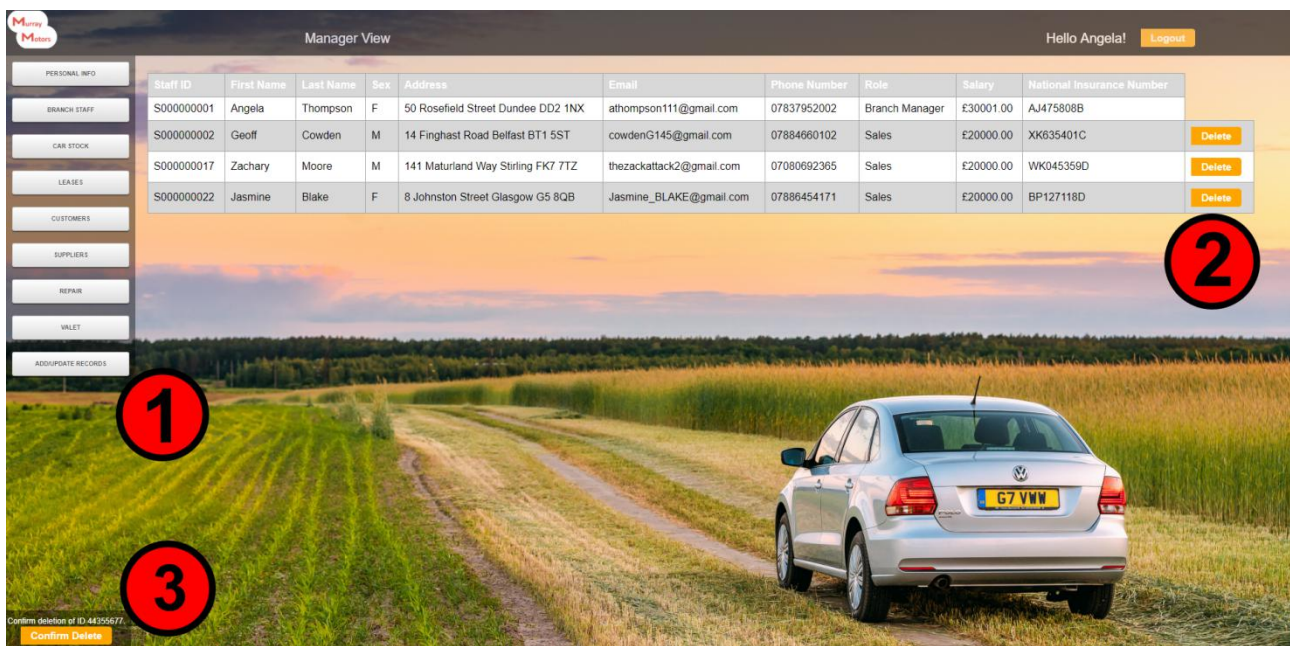 Murray
Motors
Manager View
Hello Angela!
Logout
PERSONAL INFO
BRANCH STAFF
CAR STOCK
LEASES
CUSTOMERS
SUPPLIERS
REPAIR
VALET
ADD/UPDATE RECORDS
Staff ID First Name Last Name Sex Address Email Phone Number Role Salary National Insurance Number
S000000001 Angela Thompson F 50 Rosefield Street Dundee DD2 1NX athompson111@gmail.com 07837952002 Branch Manager £30001.00 AJ475808B
S000000002 Geoff Cowden M 14 Finghast Road Belfast BT1 5ST cowdenG145@gmail.com 07884660102 Sales £20000.00 XK635401C Delete
S000000017 Zachary Moore M 141 Maturland Way Stirling FK7 7TZ thezackattack2@gmail.com 07080692365 Sales £20000.00 WK045359D Delete
S000000022 Jasmine Blake F 8 Johnston Street Glasgow G5 8QB Jasmine_BLAKE@gmail.com 07886454171 Sales £20000.00 BP127118D Delete
2
1
G7 VWW
3
Confirm deletion of ID 44355677.
Confirm Delete